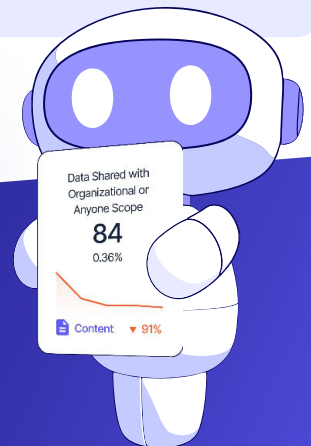 Data Shared with
Organizational or
Anyone Scope
84
0.36%
Content ▼ 91%